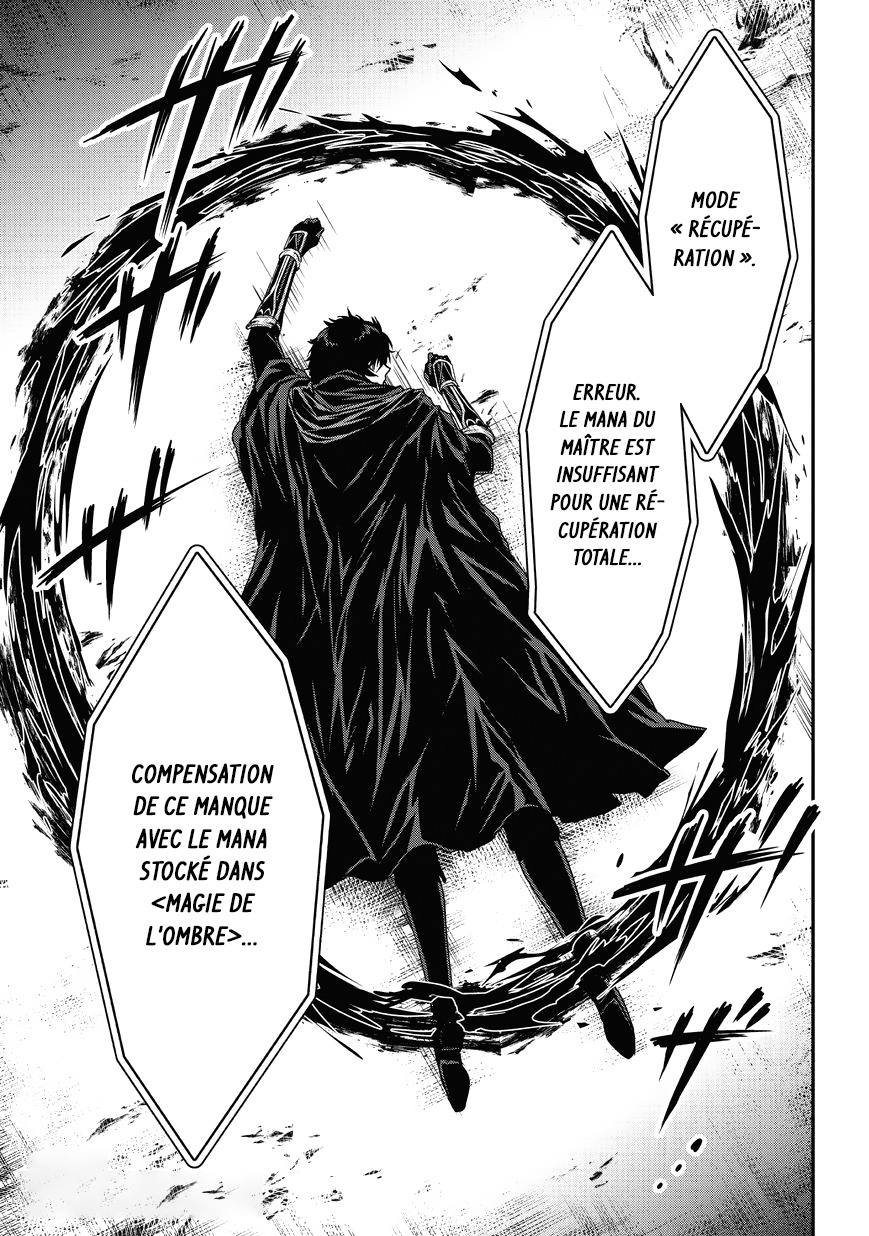 MODE
« RÉCUPÉ-
RATION ».
ERREUR.
LE MANA DU
MAÎTRE EST
INSUFFISANT
POUR UNE RÉ-
CUPÉRATION
TOTALE...
COMPENSATION
DE CE MANQUE
AVEC LE MANA
STOCKÉ DANS
<MAGIE DE
L'OMBRE>...